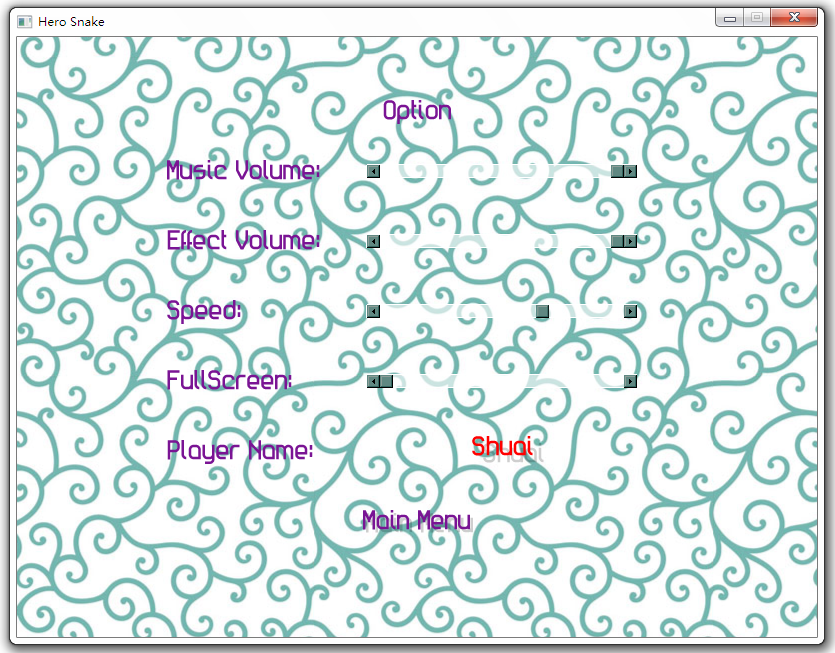 Hero Snake
Option
Music Volume:
Effect Volume:
Speed:
FullScreen:
Player Name: Shuai
Main Menu